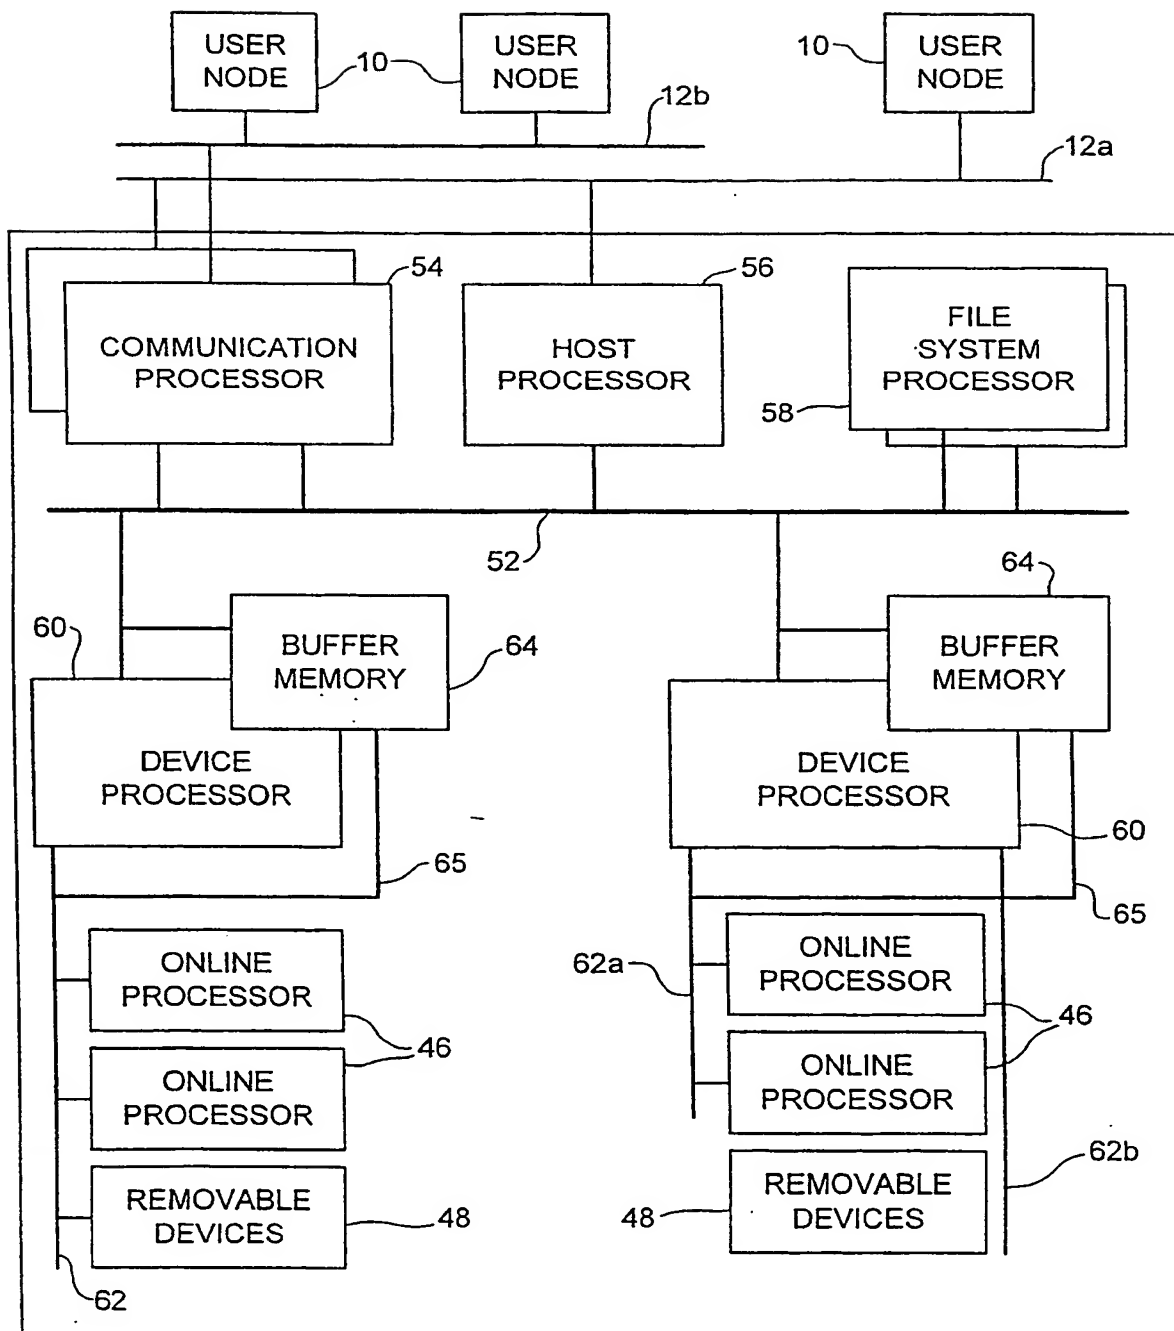 USER
NODE
10
USER
NODE
10
USER
NODE
12b
12a
54
COMMUNICATION
PROCESSOR
56
HOST
PROCESSOR
FILE
SYSTEM
PROCESSOR
58
52
60
BUFFER
MEMORY
64
DEVICE
PROCESSOR
65
64
BUFFER
MEMORY
DEVICE
PROCESSOR
60
65
ONLINE
PROCESSOR
46
ONLINE
PROCESSOR
REMOVABLE
DEVICES
48
62
62a
ONLINE
PROCESSOR
46
ONLINE
PROCESSOR
62b
REMOVABLE
DEVICES
48